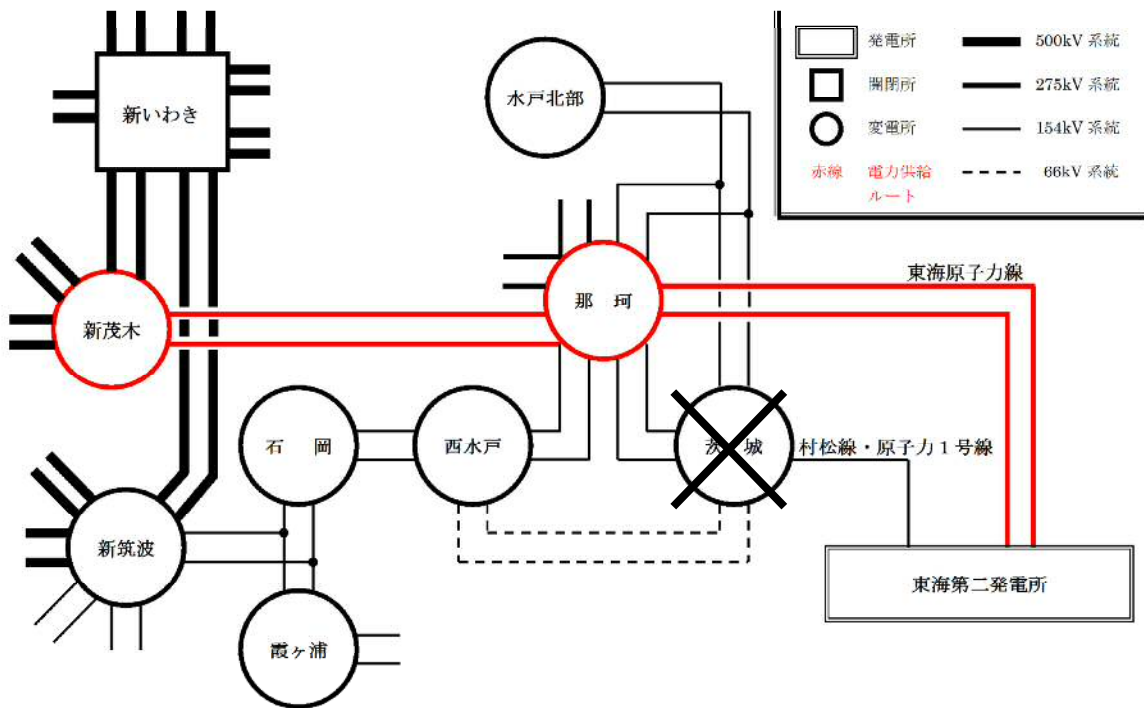 発電所
500kV 系統
開閉所
275kV 系統
変電所
154kV 系統
赤線 電力供給
ルート
66kV 系統
新いわき
水戸北部
東海原子力線
那 珂
新茂木
石 岡
西水戸
茨 城
村松線・原子力１号線
新筑波
東海第二発電所
霞ヶ浦